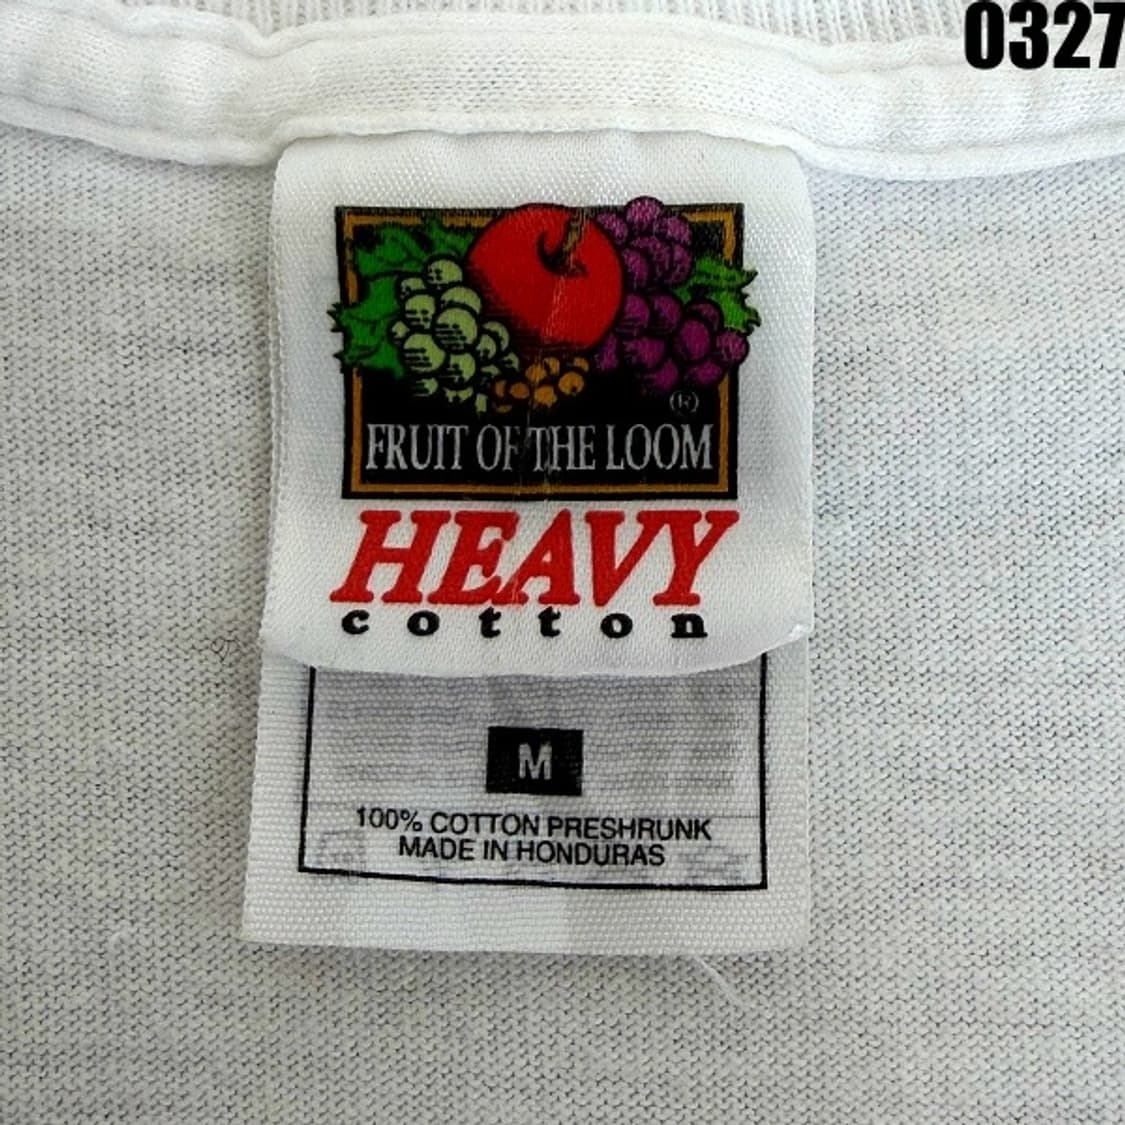 0327
®
FRUIT OF THE LOOM
HEAVY
cotton
M
100% COTTON PRESHRUNK
MADE IN HONDURAS